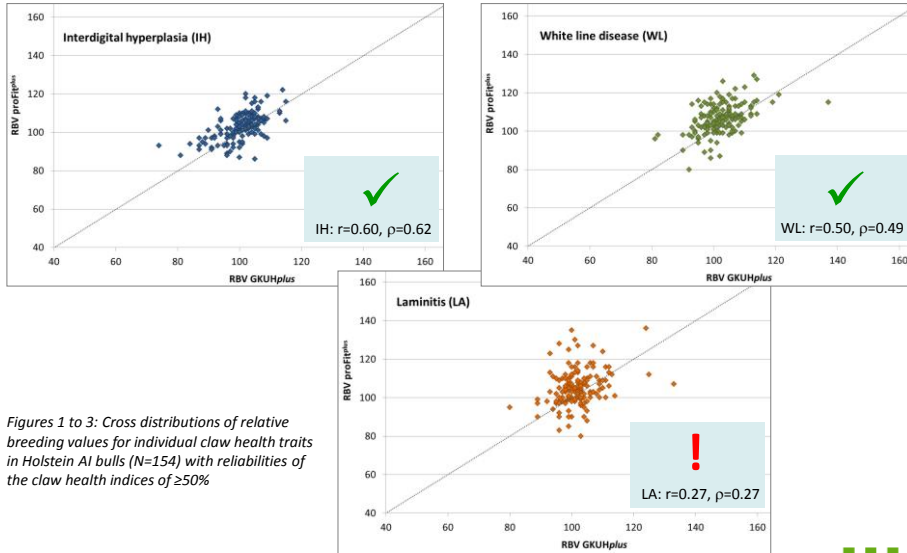 Interdigital hyperplasia (IH)
RBV proFit^plus
160
140
120
100
80
60
40
40 60 80 100 120 140 160
RBV GKUHplus
IH: r=0.60, ρ=0.62
White line disease (WL)
RBV proFit^plus
160
140
120
100
80
60
40
40 60 80 100 120 140 160
RBV GKUHplus
WL: r=0.50, ρ=0.49
Laminitis (LA)
RBV proFit^plus
160
140
120
100
80
60
40
40 60 80 100 120 140 160
RBV GKUHplus
!
LA: r=0.27, ρ=0.27
Figures 1 to 3: Cross distributions of relative
breeding values for individual claw health traits
in Holstein AI bulls (N=154) with reliabilities of
the claw health indices of ≥50%